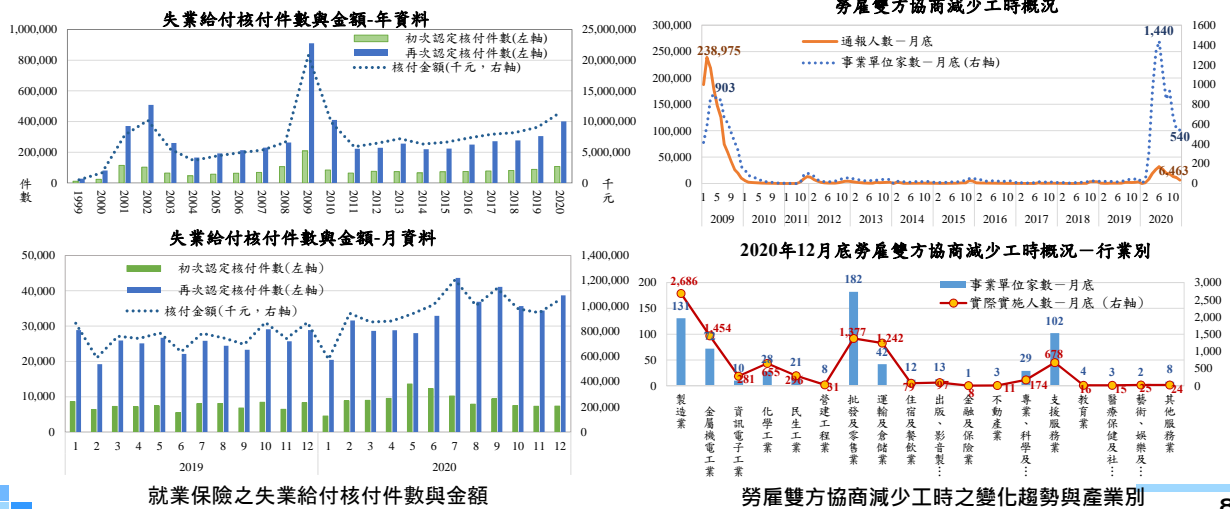 失業給付核付件數與金額-年資料
初次認定核付件數(左軸)
再次認定核付件數(左軸)
核付金額(千元，右軸)
1,000,000
800,000
600,000
400,000
200,000
0
25,000,000
20,000,000
15,000,000
10,000,000
5,000,000
0
件數
千元
1999 2000 2001 2002 2003 2004 2005 2006 2007 2008 2009 2010 2011 2012 2013 2014 2015 2016 2017 2018 2019 2020
失業給付核付件數與金額-月資料
初次認定核付件數(左軸)
再次認定核付件數(左軸)
核付金額(千元，右軸)
50,000
40,000
30,000
20,000
10,000
0
1,400,000
1,200,000
1,000,000
800,000
600,000
400,000
200,000
0
1 2 3 4 5 6 7 8 9 10 11 12 1 2 3 4 5 6 7 8 9 10 11 12
2019 2020
就業保險之失業給付核付件數與金額
勞雇雙方協商減少工時概況
通報人數－月底
事業單位家數－月底(右軸)
300,000
250,000
200,000
150,000
100,000
50,000
0
1600
1400
1200
1000
800
600
400
200
0
238,975
903
1,440
540
6,463
1 5 9 1 5 9 1 5 10 2 6 10 2 6 10 2 6 10 2 6 10 2 6 10 2 6 10 2 6 10 2 6 10 2 6 10
2009 2010 2011 2012 2013 2014 2015 2016 2017 2018 2019 2020
2020年12月底勞雇雙方協商減少工時概況－行業別
事業單位家數－月底
實際實施人數－月底（右軸）
200
150
100
50
0
3,000
2,500
2,000
1,500
1,000
500
0
131 10 28 21 8 182 42 12 13 1 3 29 102 4 3 2 8
2,686 1,454 281 655 31 1,377 1,242 79 97 8 11 174 678 16 15 25 24
製造業
金屬機電工業
資訊電子工業
化學工業
民生工業
營建工程業
批發及零售業
運輸及倉儲業
住宿及餐飲業
出版、影音製…
金融及保險業
不動產業
專業、科學及…
支援服務業
教育業
醫療保健及社…
藝術、娛樂及…
其他服務業
勞雇雙方協商減少工時之變化趨勢與產業別